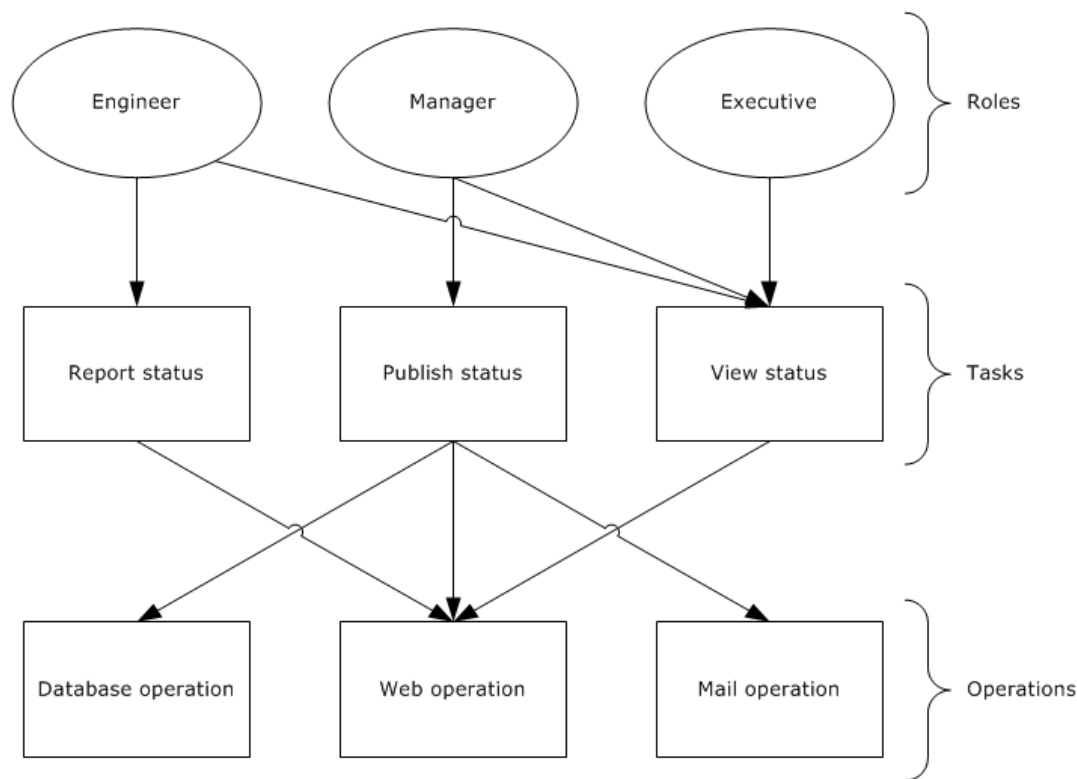 Engineer
Manager
Executive
Roles
Report status
Publish status
View status
Tasks
Database operation
Web operation
Mail operation
Operations